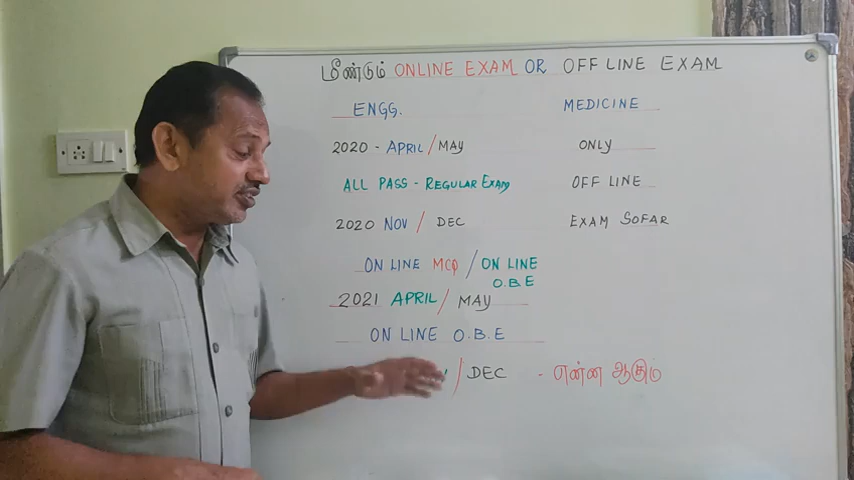 மீண்டும் ONLINE EXAM OR OFF LINE EXAM
ENGG.
2020 - APRIL / MAY
ALL PASS - REGULAR EXAM
2020 NOV / DEC
ON LINE MCQ / ON LINE
O.B.E
2021 APRIL / MAY
ON LINE O.B.E
/ DEC - என்ன ஆகும்
MEDICINE
ONLY
OFF LINE
EXAM SOFAR